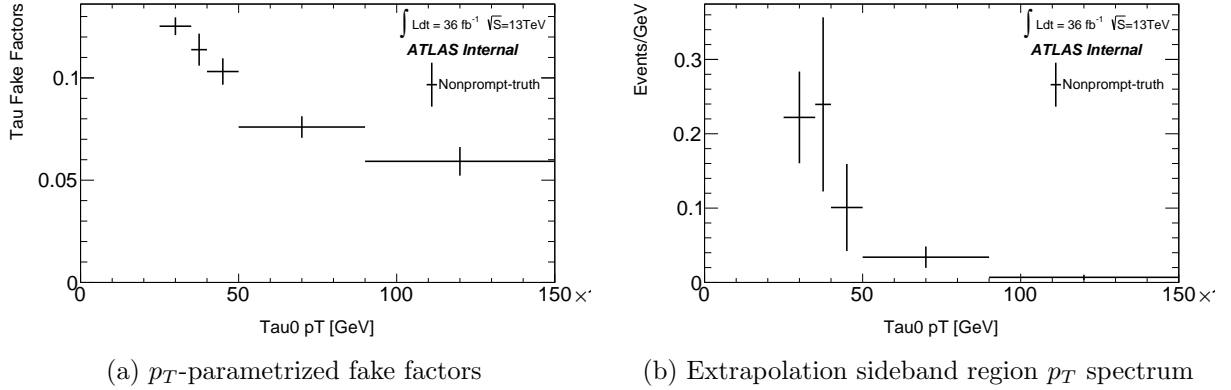 Tau Fake Factors
0.1
0.05
0
0
50
100
150
×
Tau0 pT [GeV]
∫ Ldt = 36 fb⁻¹ √S=13TeV
ATLAS Internal
Nonprompt-truth
(a) p_T-parametrized fake factors
Events/GeV
0.3
0.2
0.1
0
0
50
100
150
×
Tau0 pT [GeV]
∫ Ldt = 36 fb⁻¹ √S=13TeV
ATLAS Internal
Nonprompt-truth
(b) Extrapolation sideband region p_T spectrum